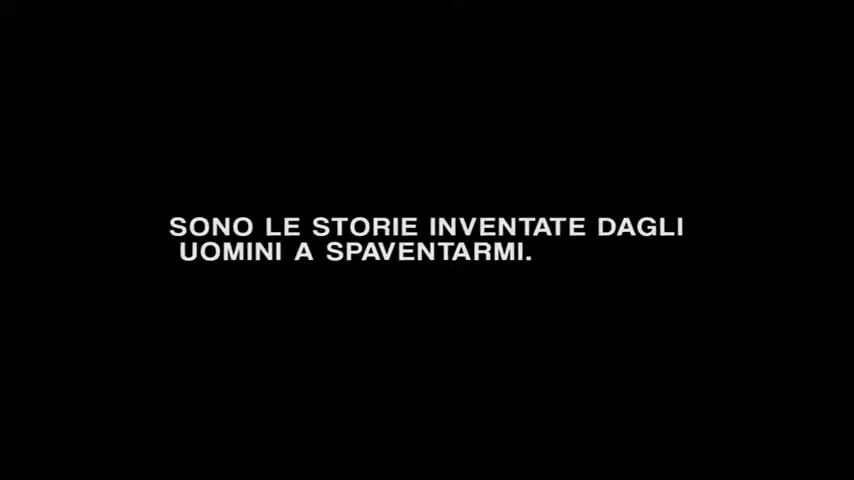 SONO LE STORIE INVENTATE DAGLI
UOMINI A SPAVENTARMI.